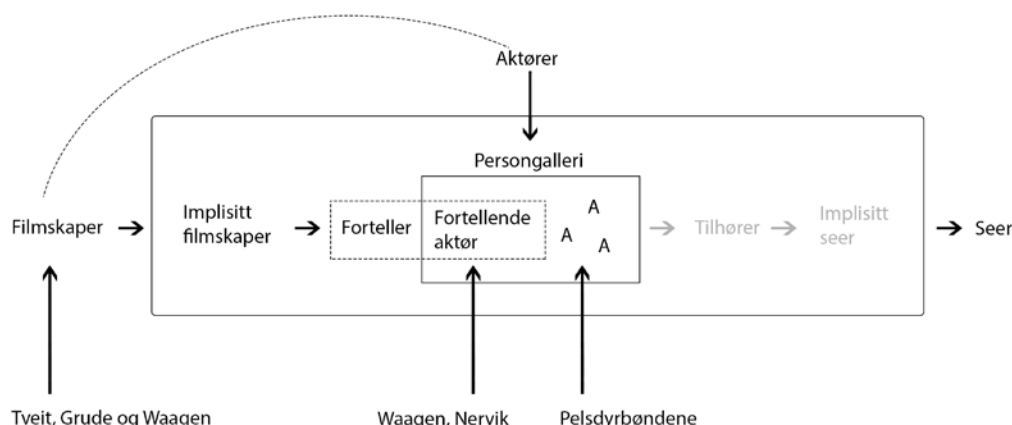 Aktører
Persongalleri
Filmskaper
Implisitt
filmskaper
Forteller
Fortellende
aktør
A
A
A
Tilhører
Implisitt
seer
Seer
Tveit, Grude og Waagen
Waagen, Nervik
Pelsdyrbøndene